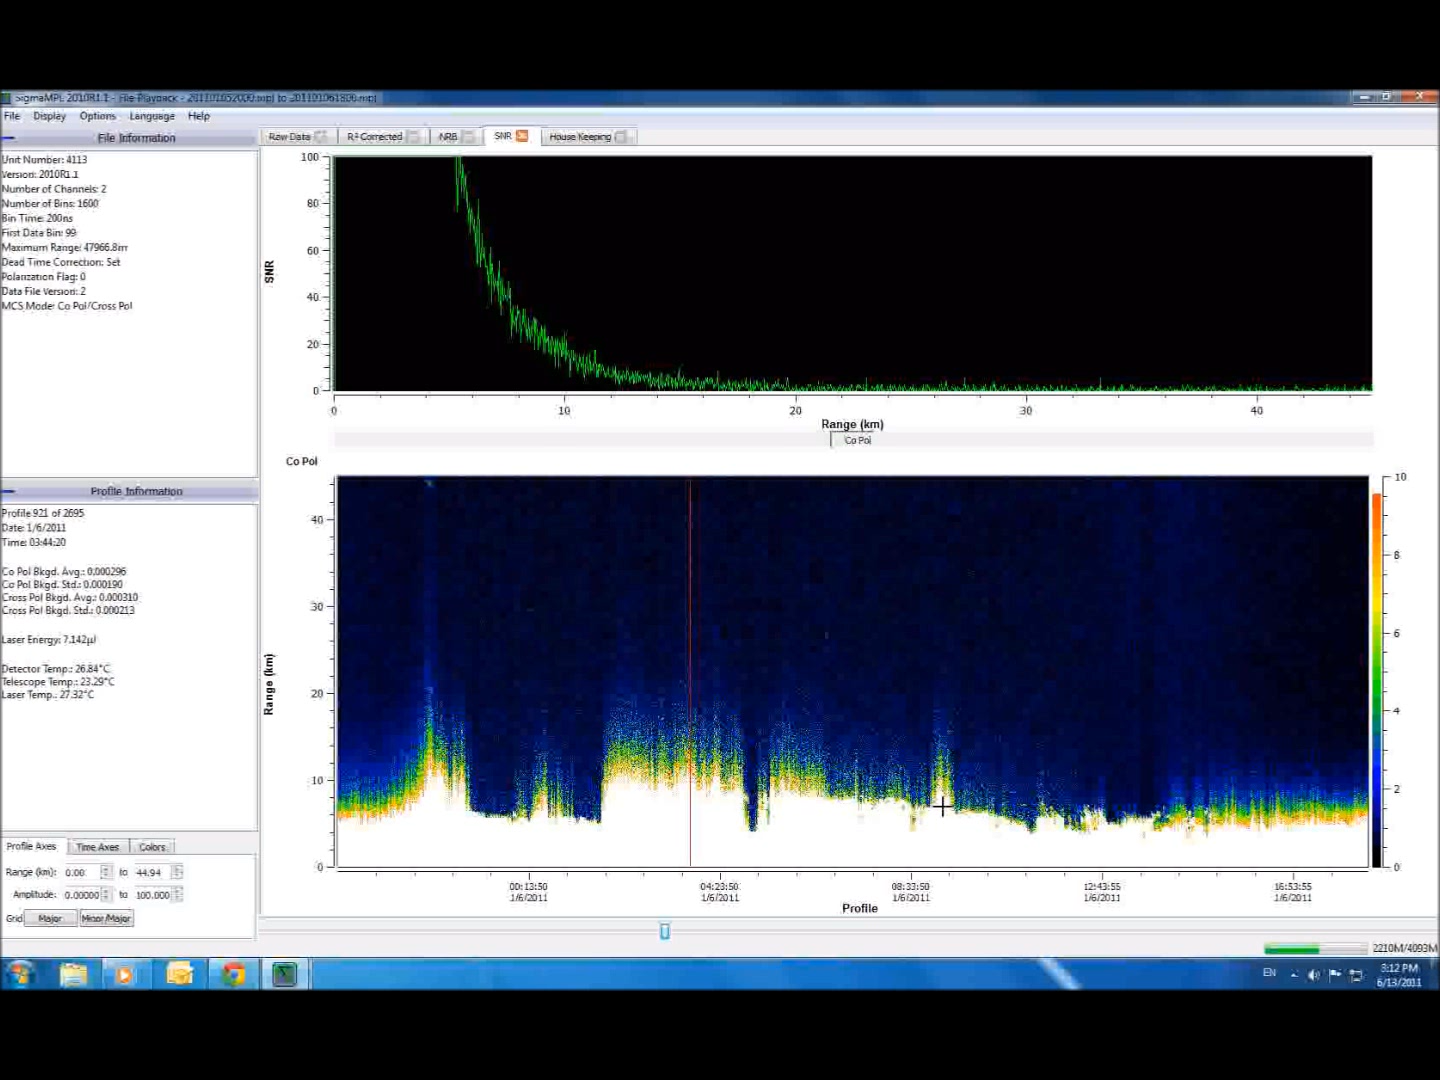 SigmaMPL 2010R1.1 - File Playback - 201101052000.mpl to 201101061800.mpl
File Display Options Language Help
File Information
Unit Number: 4113
Version: 2010R1.1
Number of Channels: 2
Number of Bins: 1600
Bin Time: 200ns
First Data Bin: 99
Maximum Range: 47966.8m
Dead Time Correction: Set
Polarization Flag: 0
Data File Version: 2
MCS Mode: Co Pol/Cross Pol
Raw Data R² Corrected NRB SNR House Keeping
100
80
60
40
20
0
SNR
0 10 20 30 40
Range (km)
Co Pol
Profile Information
Profile 921 of 2695
Date: 1/6/2011
Time: 03:44:20
Co Pol Bkgd. Avg.: 0.000296
Co Pol Bkgd. Std.: 0.000190
Cross Pol Bkgd. Avg.: 0.000310
Cross Pol Bkgd. Std.: 0.000213
Laser Energy: 7.142µJ
Detector Temp.: 26.84°C
Telescope Temp.: 23.29°C
Laser Temp.: 27.32°C
Co Pol
40
30
20
10
0
Range (km)
10
8
6
4
2
0
00:13:50 04:23:50 08:33:50 12:43:55 16:53:55
1/6/2011 1/6/2011 1/6/2011 1/6/2011 1/6/2011
Profile
Profile Axes Time Axes Colors
Range (km): 0.00 to 44.94
Amplitude: 0.00000 to 100.000
Grid Major Minor/Major
2210M/4093M
EN
3:12 PM
6/13/2011